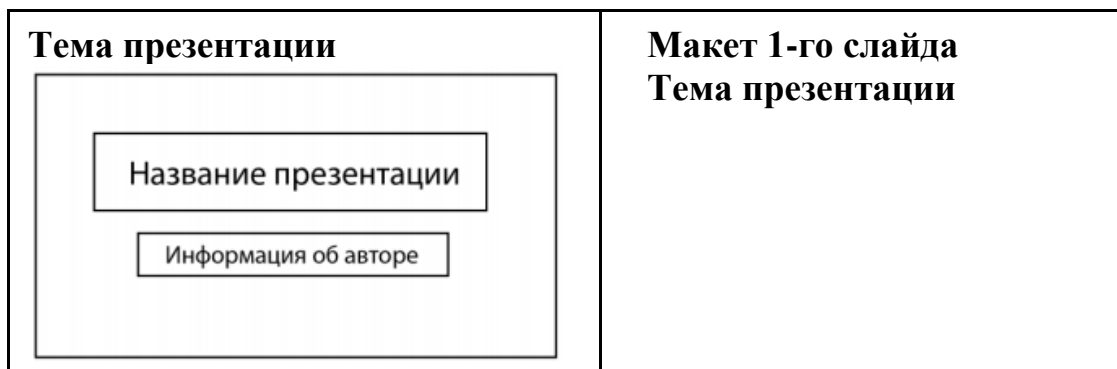 Тема презентации
Название презентации
Информация об авторе
Макет 1-го слайда
Тема презентации